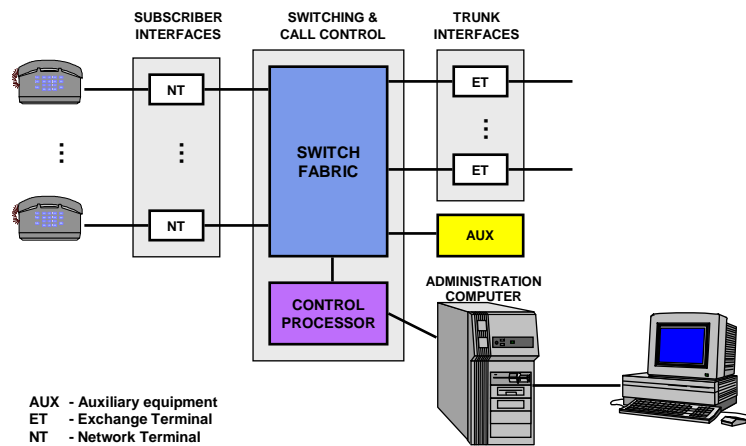 SUBSCRIBER
INTERFACES
SWITCHING &
CALL CONTROL
TRUNK
INTERFACES
NT
ET
SWITCH
FABRIC
ET
NT
AUX
CONTROL
PROCESSOR
ADMINISTRATION
COMPUTER
AUX - Auxiliary equipment
ET - Exchange Terminal
NT - Network Terminal